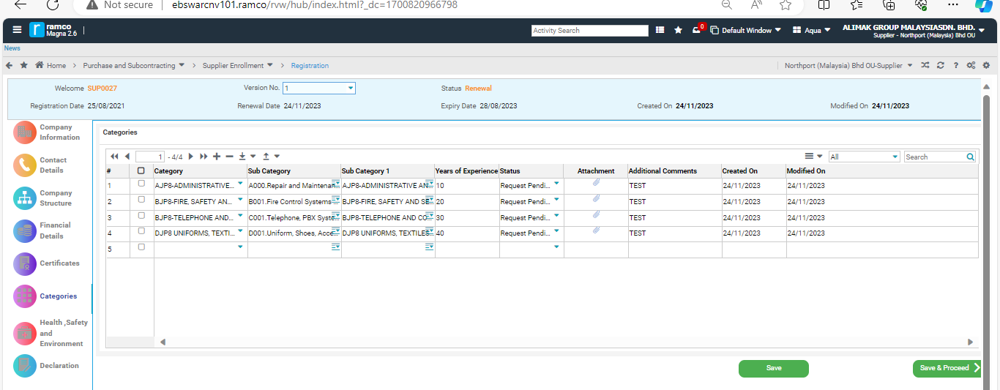 Not secure | ebswarcnv101.ramco/rvw/hub/index.html?_dc=1700820966798
ramco
Magna 2.6
Activity Search
0
Default Window
Aqua
ALIMAK GROUP MALAYSIASDN. BHD.
Supplier - Northport (Malaysia) Bhd OU
News
Home > Purchase and Subcontracting > Supplier Enrollment > Registration
Northport (Malaysia) Bhd OU-Supplier
Welcome SUP0027
Version No. 1
Status Renewal
Registration Date 25/08/2021
Renewal Date 24/11/2023
Expiry Date 28/08/2023
Created On 24/11/2023
Modified On 24/11/2023
Company
Information
Contact
Details
Company
Structure
Financial
Details
Certificates
Categories
Health ,Safety
and
Environment
Declaration
Categories
1 - 4/4
All
Search
# Category Sub Category Sub Category 1 Years of Experience Status Attachment Additional Comments Created On Modified On
1 AJP8-ADMINISTRATIVE... A000.Repair and Maintenan... AJP8-ADMINISTRATIVE AN... 10 Request Pendi... TEST 24/11/2023 24/11/2023
2 BJP8-FIRE, SAFETY AN... B001.Fire Control Systems... BJP8-FIRE, SAFETY AND SE... 20 Request Pendi... TEST 24/11/2023 24/11/2023
3 BJP8-TELEPHONE AND... C001.Telephone, PBX Syste... BJP8-TELEPHONE AND CO... 30 Request Pendi... TEST 24/11/2023 24/11/2023
4 DJP8 UNIFORMS, TEXTI... D001.Uniform, Shoes, Acce... DJP8 UNIFORMS, TEXTILES... 40 Request Pendi... TEST 24/11/2023 24/11/2023
5
Save
Save & Proceed